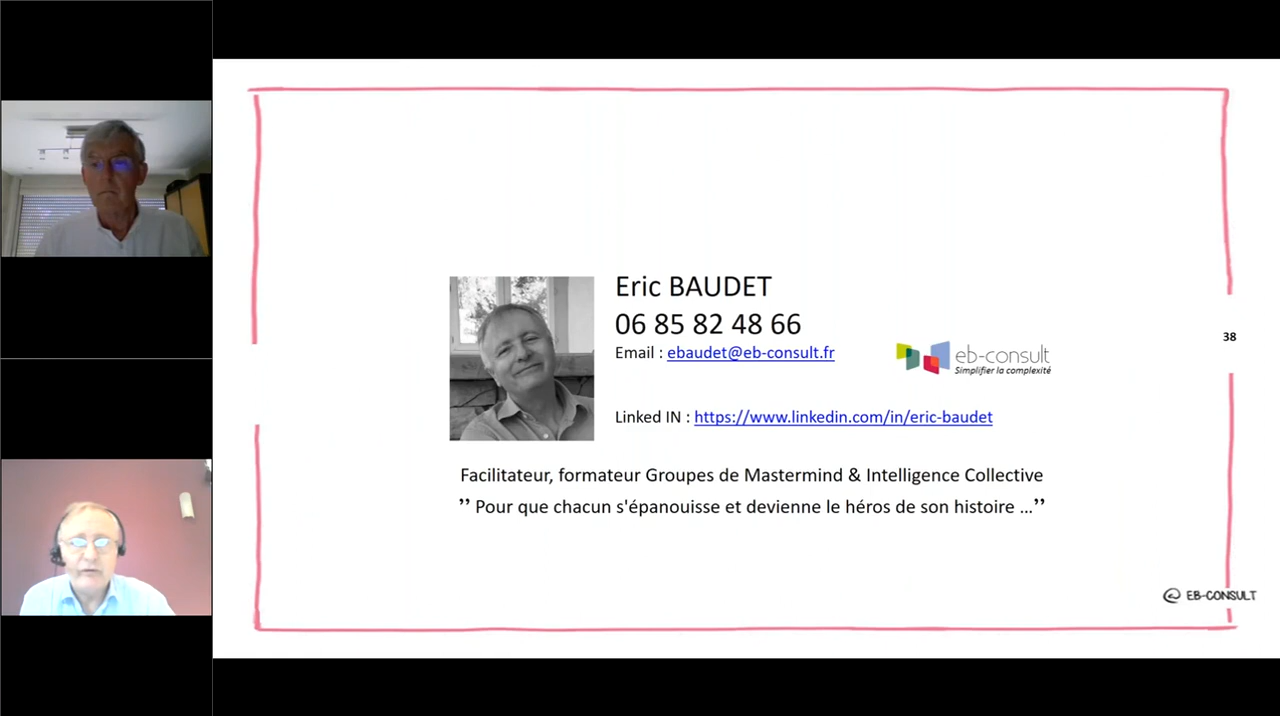 Eric BAUDET
06 85 82 48 66
Email : ebaudet@eb-consult.fr
eb-consult
Simplifier la complexité
38
Linked IN : https://www.linkedin.com/in/eric-baudet
Facilitateur, formateur Groupes de Mastermind & Intelligence Collective
” Pour que chacun s'épanouisse et devienne le héros de son histoire …”
@ EB-CONSULT